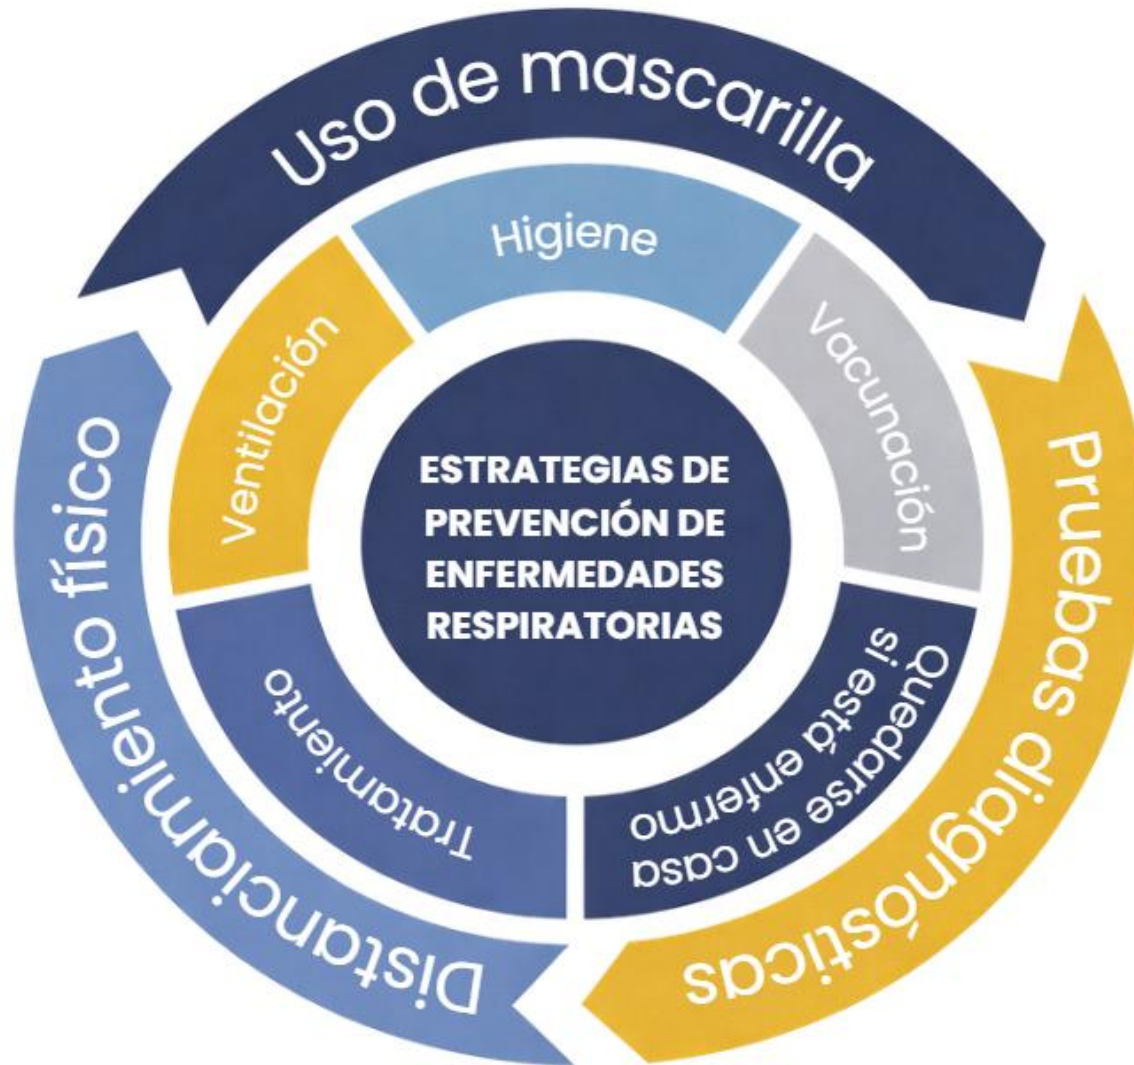 Uso de mascarilla
Higiene
Ventilación
Vacunación
ESTRATEGIAS DE
PREVENCIÓN DE
ENFERMEDADES
RESPIRATORIAS
Distanciamiento físico
Pruebas diagnósticas
Tratamiento
Quedarse en casa
si está enfermo